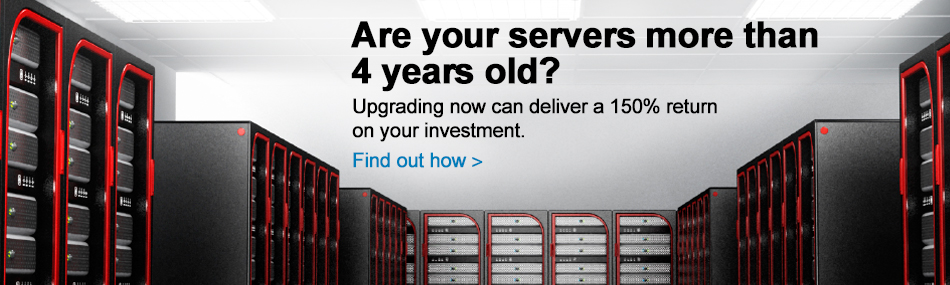 Are your servers more than
4 years old?
Upgrading now can deliver a 150% return
on your investment.
Find out how >